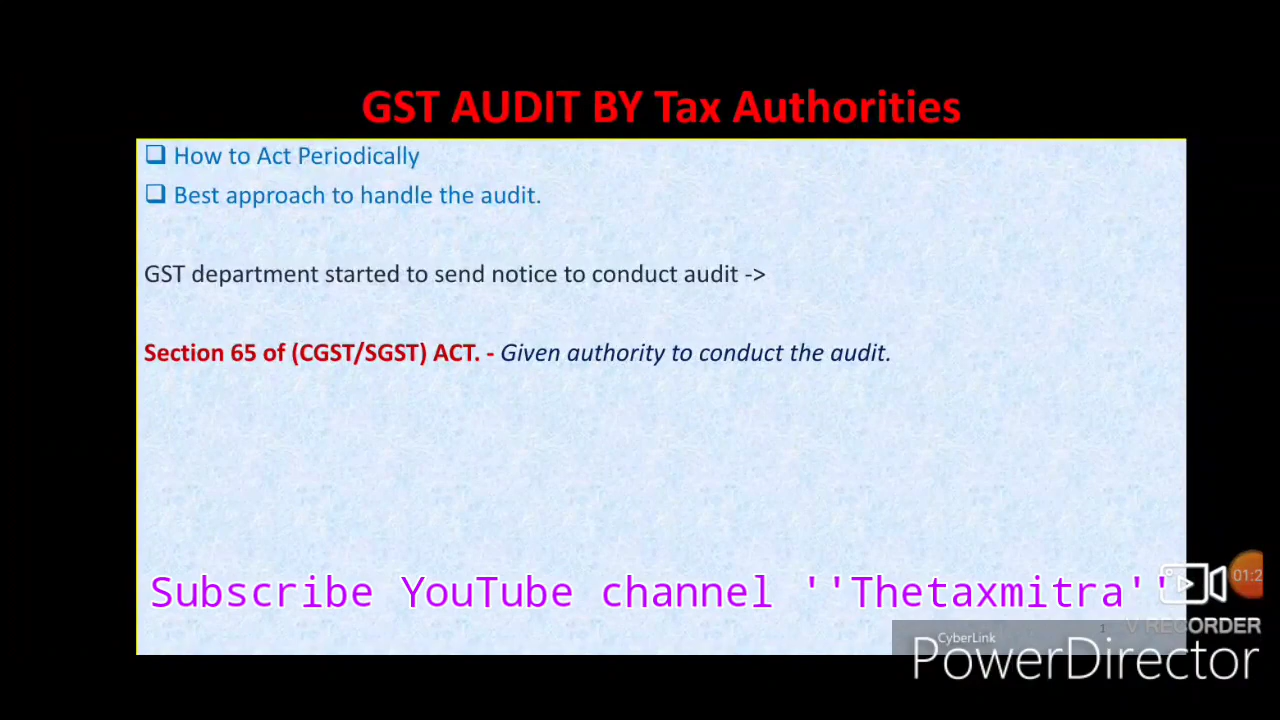 GST AUDIT BY Tax Authorities
How to Act Periodically
Best approach to handle the audit.
GST department started to send notice to conduct audit ->
Section 65 of (CGST/SGST) ACT. - Given authority to conduct the audit.
Subscribe YouTube channel ''Thetaxmitra''
01:2
1
V RECORDER
CyberLink
PowerDirector